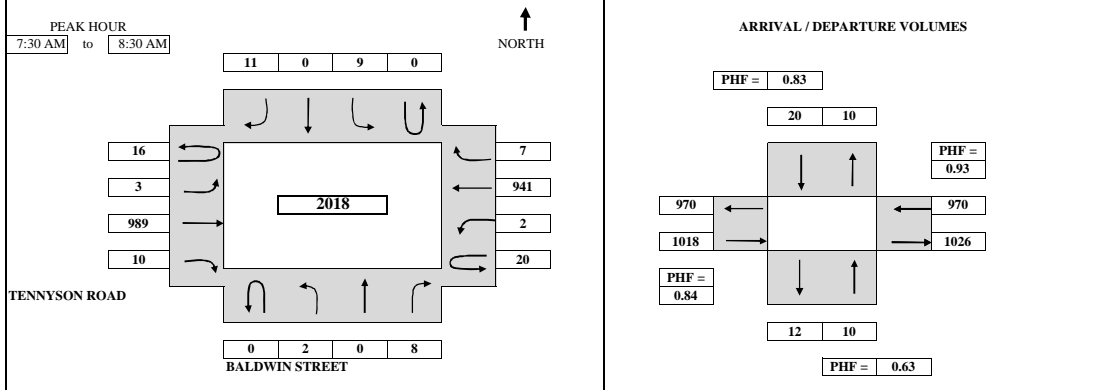 PEAK HOUR
7:30 AM to 8:30 AM
NORTH
11 0 9 0
16
3
989
10
2018
7
941
2
20
TENNYSON ROAD
0 2 0 8
BALDWIN STREET
ARRIVAL / DEPARTURE VOLUMES
PHF = 0.83
20 10
PHF =
0.93
970
1018
970
1026
PHF =
0.84
12 10
PHF = 0.63